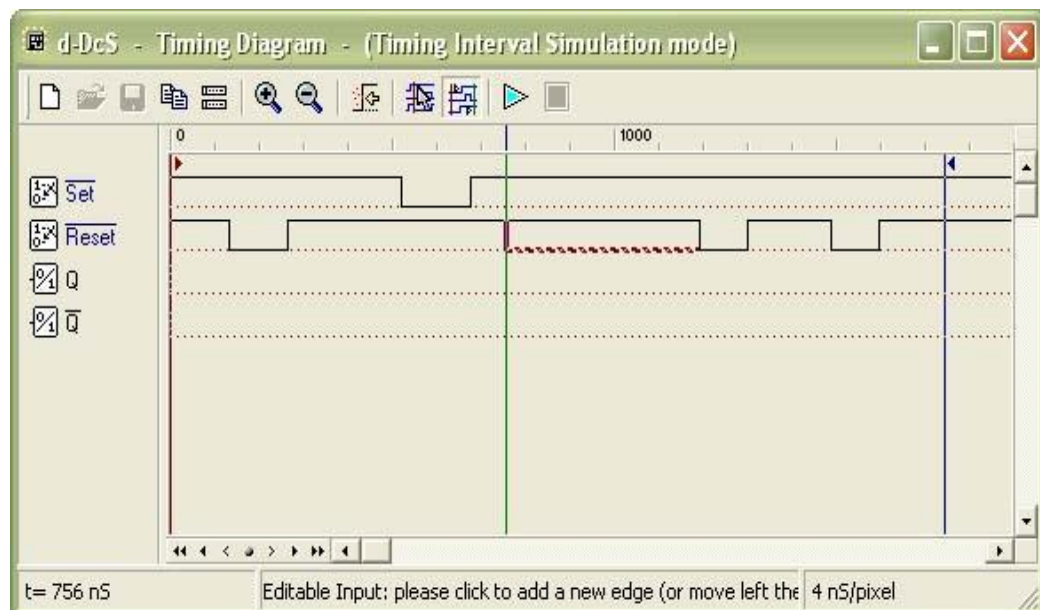 d-DcS - Timing Diagram - (Timing Interval Simulation mode)
0 1000
Set
Reset
Q
Q
t= 756 nS Editable Input: please click to add a new edge (or move left the 4 nS/pixel